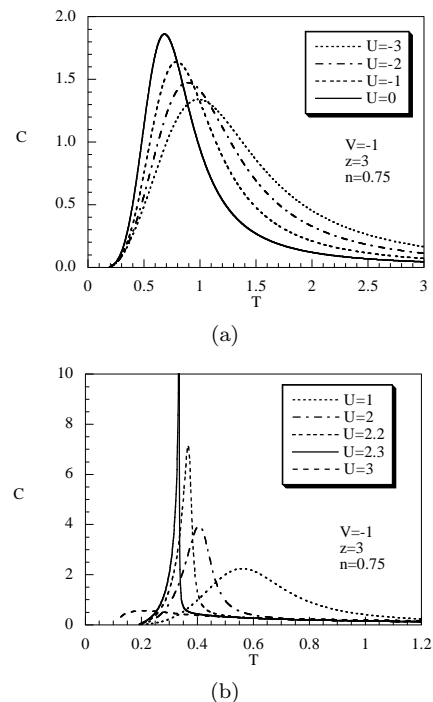 2.0
1.5
C
1.0
0.5
0.0
U=-3
U=-2
U=-1
U=0
V=-1
z=3
n=0.75
0 0.5 1 1.5 2 2.5 3
T
(a)
10
8
6
C
4
2
0
U=1
U=2
U=2.2
U=2.3
U=3
V=-1
z=3
n=0.75
0 0.2 0.4 0.6 0.8 1 1.2
T
(b)